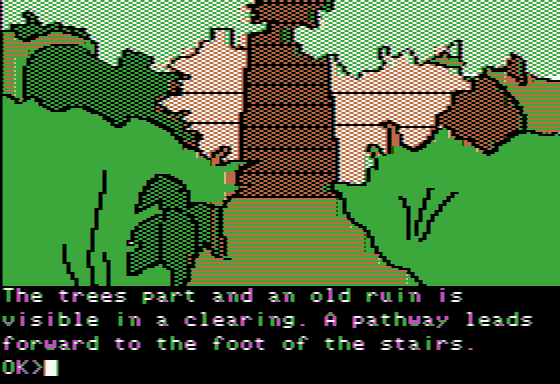 The trees part and an old ruin is
visible in a clearing. A pathway leads
forward to the foot of the stairs.
OK>